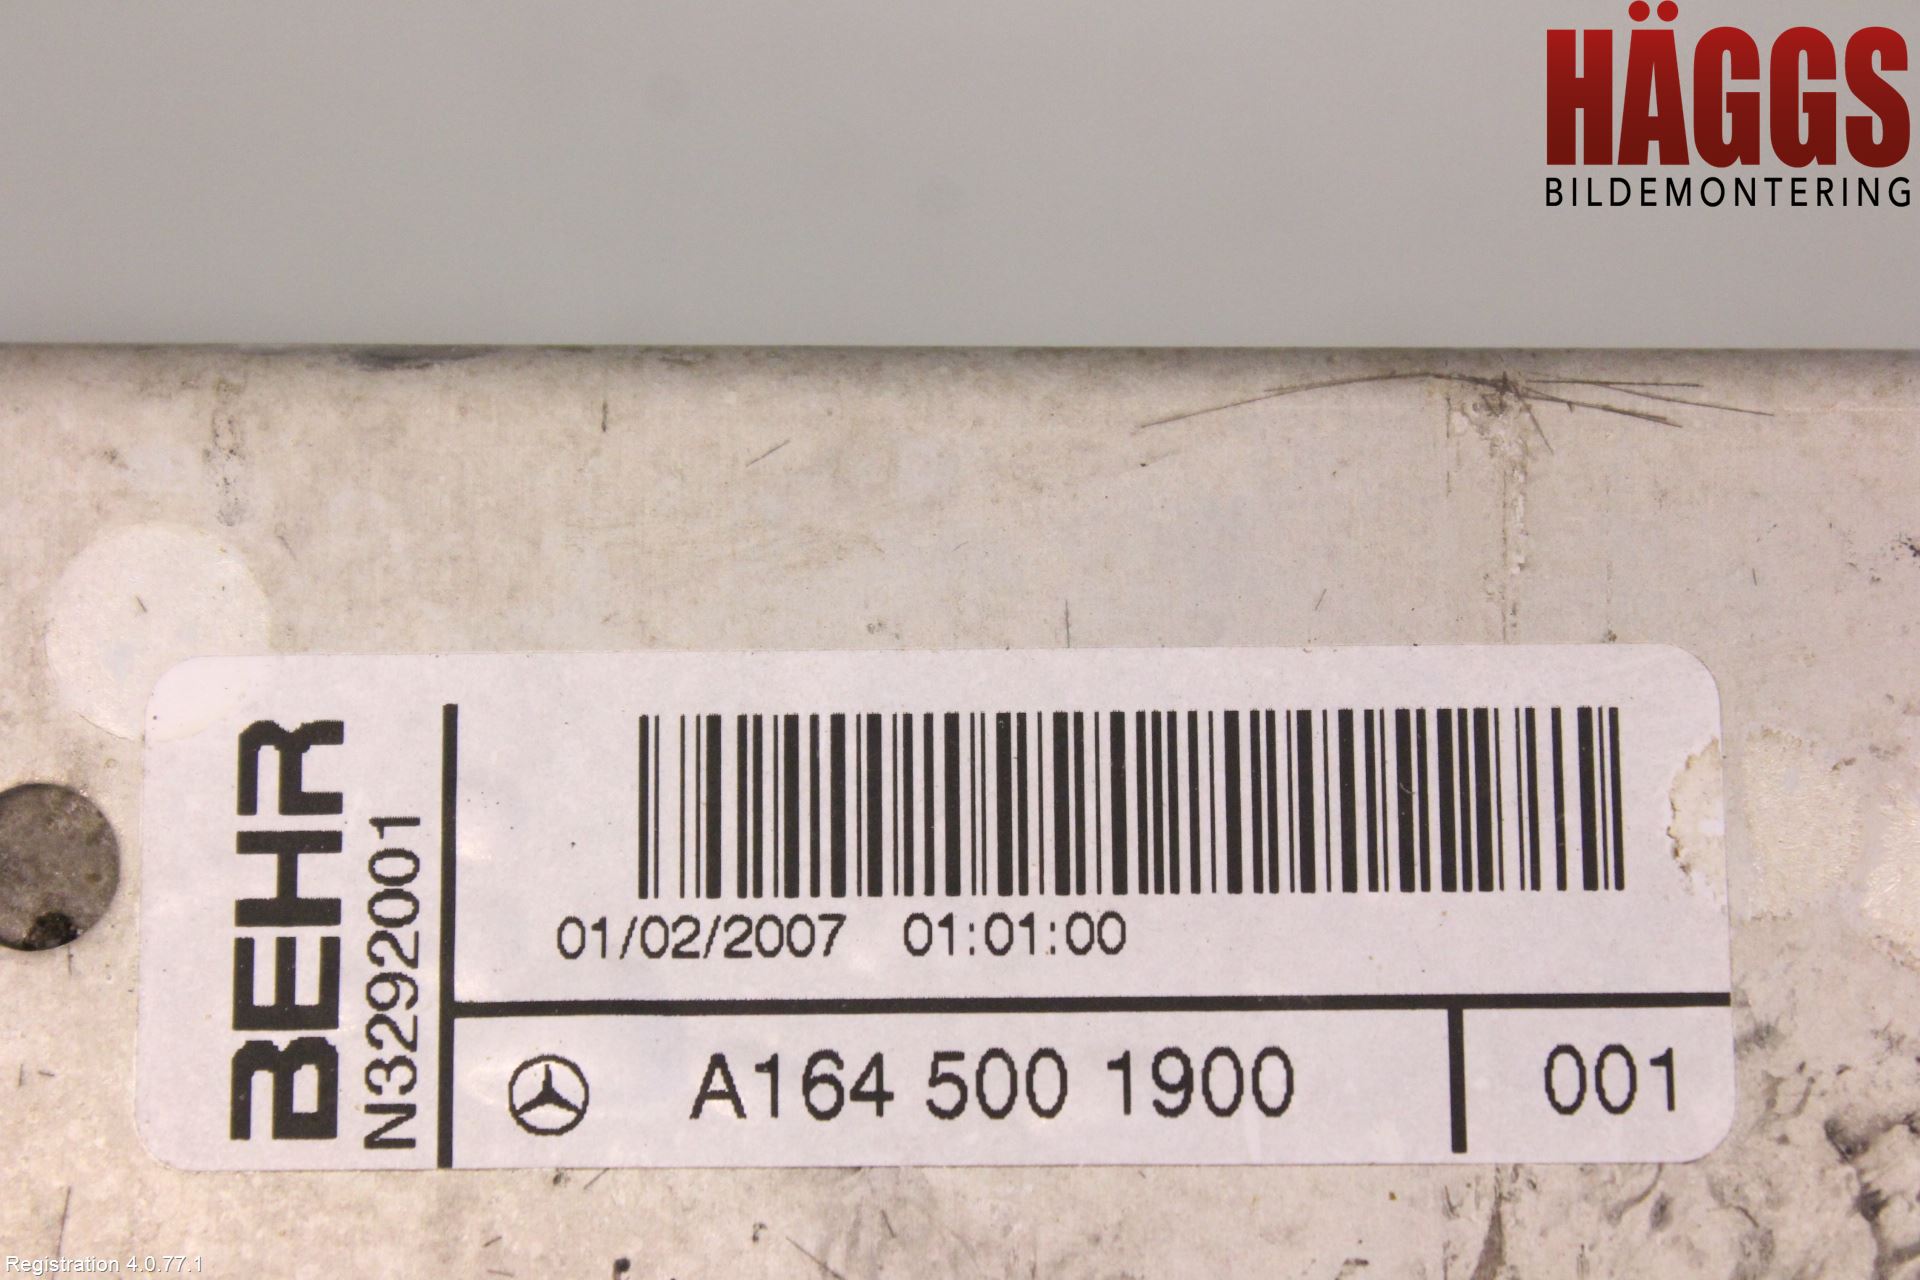 HÄGGS
BILDEMONTERING
BEHR
N3292001
01/02/2007 01:01:00
A164 500 1900
001
Registration 4.0.77.1